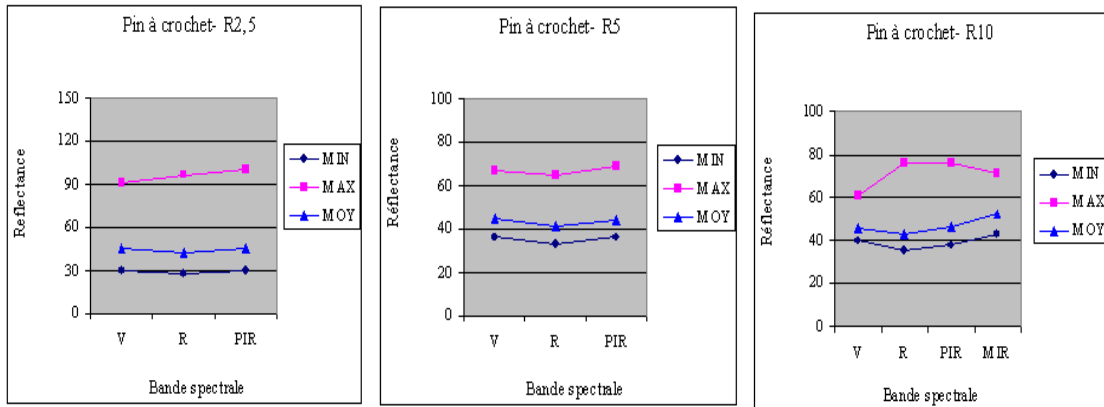 Pin à crochet- R2,5
150
120
90
60
30
0
Réflectance
V R PIR
Bande spectrale
MIN
MAX
MOY
Pin à crochet- R5
100
80
60
40
20
0
Réflectance
V R PIR
Bande spectrale
MIN
MAX
MOY
Pin à crochet- R10
100
80
60
40
20
0
Réflectance
V R PIR MIR
Bande spectrale
MIN
MAX
MOY